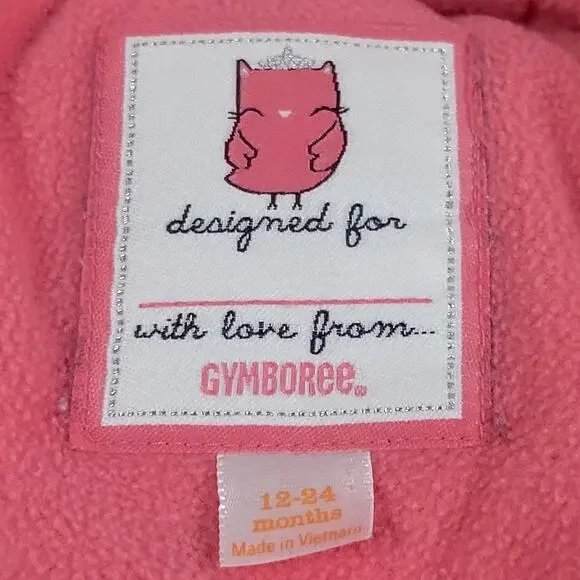 designed for
with love from...
GYMBOREE®
12-24
months
Made in Vietnam